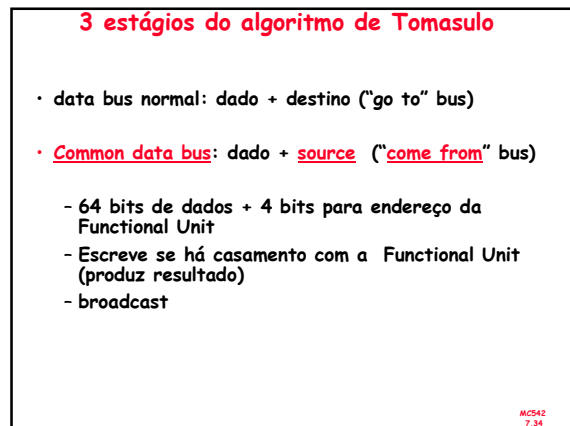 3 estágios do algoritmo de Tomasulo
• data bus normal: dado + destino (“go to” bus)
• Common data bus: dado + source (“come from” bus)
– 64 bits de dados + 4 bits para endereço da
Functional Unit
– Escreve se há casamento com a Functional Unit
(produz resultado)
– broadcast
MC542
7.34